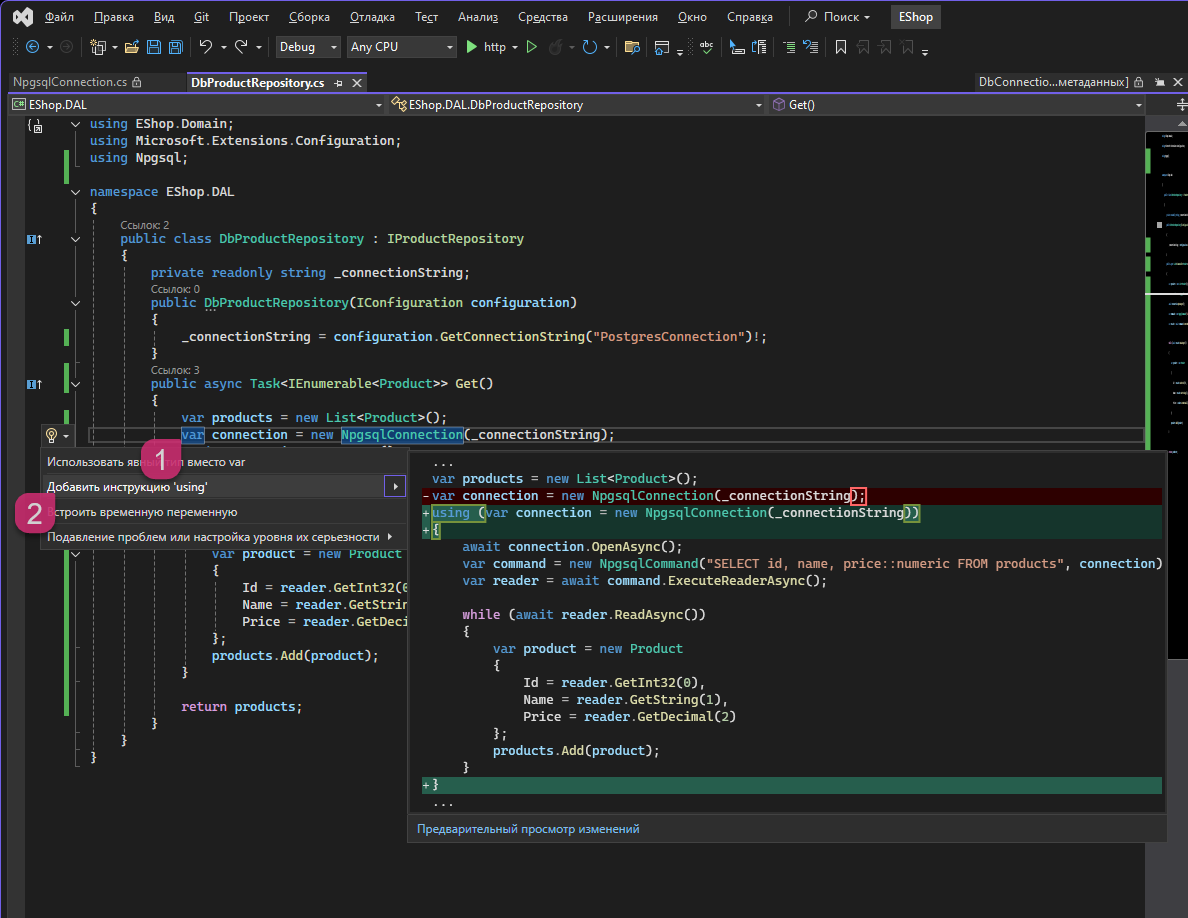 Файл Правка Вид Git Проект Сборка Отладка Тест Анализ Средства Расширения Окно Справка Поиск EShop
Debug Any CPU http
NpgsqlConnection.cs DbProductRepository.cs DbConnectio...метаданных]
EShop.DAL EShop.DAL.DbProductRepository Get()
using EShop.Domain;
using Microsoft.Extensions.Configuration;
using Npgsql;
namespace EShop.DAL
{
Ссылок: 2
public class DbProductRepository : IProductRepository
{
private readonly string _connectionString;
Ссылок: 0
public DbProductRepository(IConfiguration configuration)
{
_connectionString = configuration.GetConnectionString("PostgresConnection")!;
}
Ссылок: 3
public async Task<IEnumerable<Product>> Get()
{
var products = new List<Product>();
var connection = new NpgsqlConnection(_connectionString);
1
Использовать явный тип вместо var
Добавить инструкцию 'using'
2
Встроить временную переменную
Подавление проблем или настройка уровня их серьезности
...
var products = new List<Product>();
-var connection = new NpgsqlConnection(_connectionString);
+using (var connection = new NpgsqlConnection(_connectionString))
+{
await connection.OpenAsync();
var command = new NpgsqlCommand("SELECT id, name, price::numeric FROM products", connection)
var reader = await command.ExecuteReaderAsync();
while (await reader.ReadAsync())
{
var product = new Product
{
Id = reader.GetInt32(0),
Name = reader.GetString(1),
Price = reader.GetDecimal(2)
};
products.Add(product);
}
+}
...
Предварительный просмотр изменений
var product = new Product
{
Id = reader.GetInt32(0
Name = reader.GetStrin
Price = reader.GetDeci
};
products.Add(product);
}
return products;
}
}
}